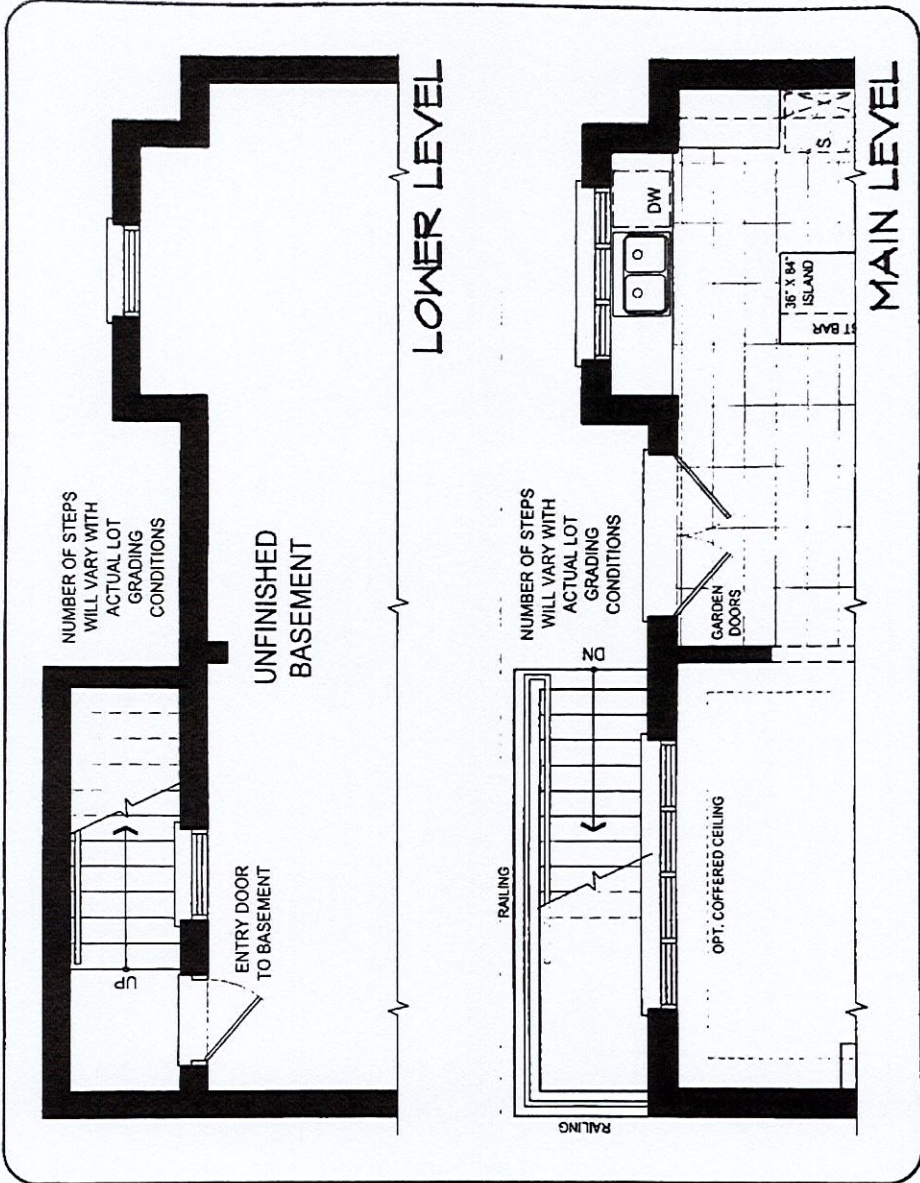 NUMBER OF STEPS
WILL VARY WITH
ACTUAL LOT
GRADING
CONDITIONS
UP
ENTRY DOOR
TO BASEMENT
UNFINISHED
BASEMENT
LOWER LEVEL
RAILING
RAILING
NUMBER OF STEPS
WILL VARY WITH
ACTUAL LOT
GRADING
CONDITIONS
DN
GARDEN
DOORS
OPT. COFFERED CEILING
DW
S
36" X 84"
ISLAND
ST BAR
MAIN LEVEL